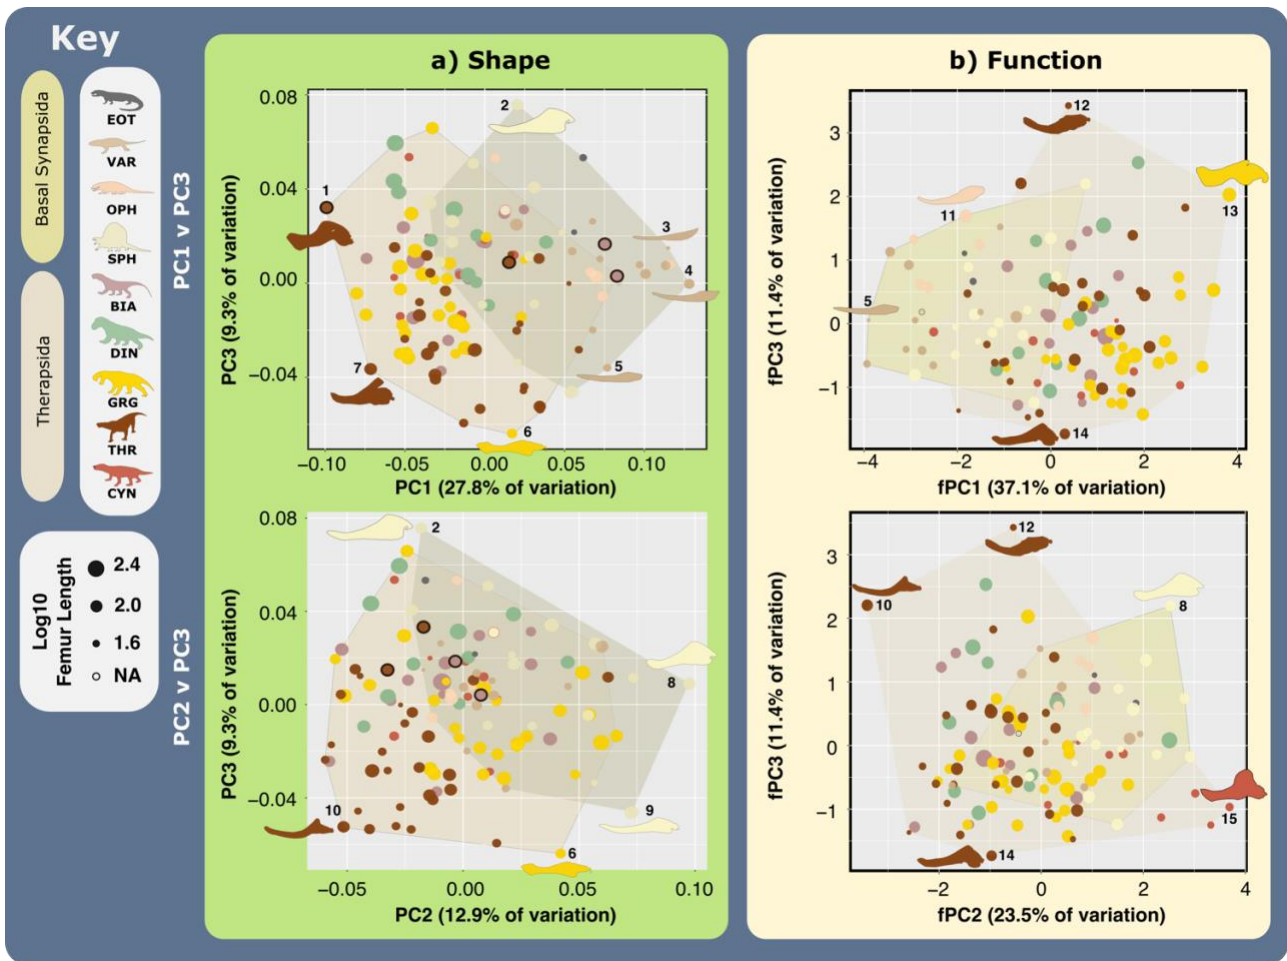 Key
Basal Synapsida
Therapsida
EOT
VAR
OPH
SPH
BIA
DIN
GRG
THR
CYN
Log10
Femur Length
2.4
2.0
1.6
NA
PC1 v PC3
PC2 v PC3
a) Shape
0.08
0.04
0.00
−0.04
PC3 (9.3% of variation)
1
2
3
4
5
6
7
−0.10
−0.05
0.00
0.05
0.10
PC1 (27.8% of variation)
0.08
0.04
0.00
−0.04
PC3 (9.3% of variation)
2
8
9
10
6
−0.05
0.00
0.05
0.10
PC2 (12.9% of variation)
b) Function
3
2
1
0
−1
fPC3 (11.4% of variation)
12
11
13
5
14
−4
−2
0
2
4
fPC1 (37.1% of variation)
3
2
1
0
−1
fPC3 (11.4% of variation)
12
10
8
15
14
−2
0
2
4
fPC2 (23.5% of variation)